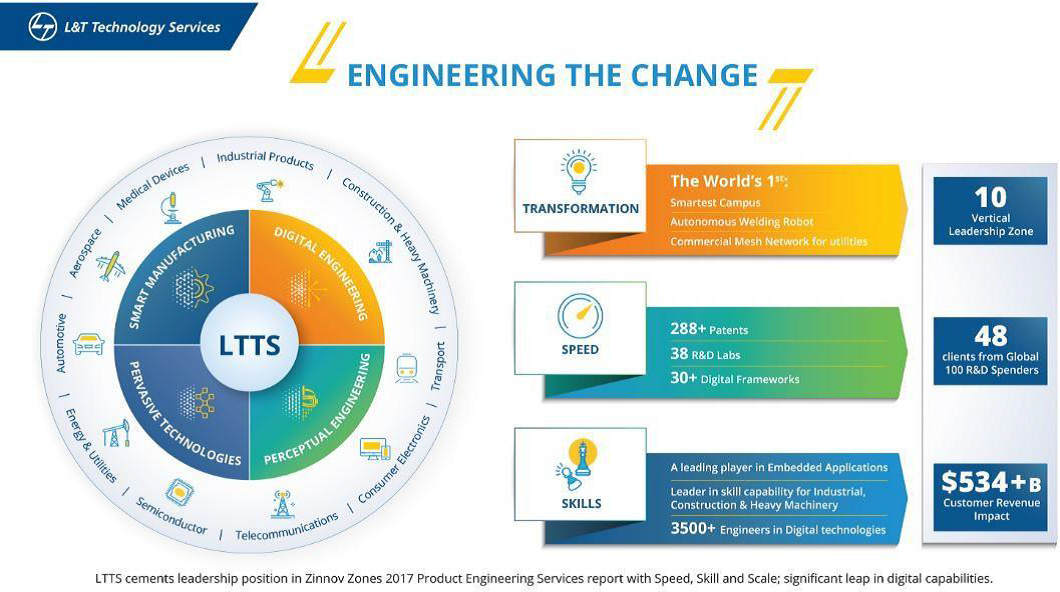 L&T Technology Services
ENGINEERING THE CHANGE
Industrial Products
Construction & Heavy Machinery
Transport
Consumer Electronics
Telecommunications
Semiconductor
Energy & Utilities
Automotive
Aerospace
Medical Devices
SMART MANUFACTURING
DIGITAL ENGINEERING
PERVASIVE TECHNOLOGIES
PERCEPTUAL ENGINEERING
LTTS
TRANSFORMATION
The World's 1st:
Smartest Campus
Autonomous Welding Robot
Commercial Mesh Network for utilities
10
Vertical
Leadership Zone
SPEED
288+ Patents
38 R&D Labs
30+ Digital Frameworks
48
clients from Global
100 R&D Spenders
SKILLS
A leading player in Embedded Applications
Leader in skill capability for Industrial,
Construction & Heavy Machinery
3500+ Engineers in Digital technologies
$534+B
Customer Revenue
Impact
LTTS cements leadership position in Zinnov Zones 2017 Product Engineering Services report with Speed, Skill and Scale; significant leap in digital capabilities.